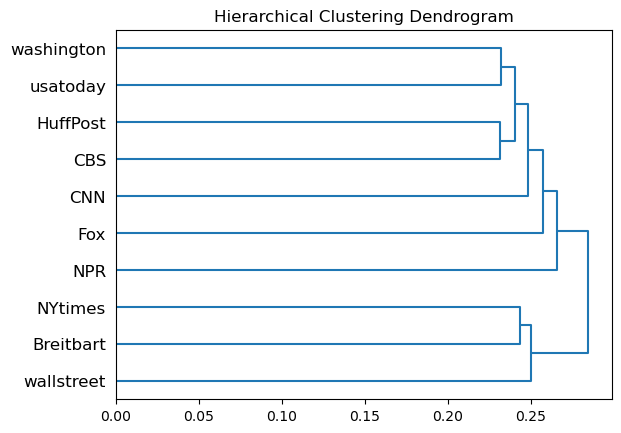 Hierarchical Clustering Dendrogram
washington
usatoday
HuffPost
CBS
CNN
Fox
NPR
NYtimes
Breitbart
wallstreet
0.00 0.05 0.10 0.15 0.20 0.25